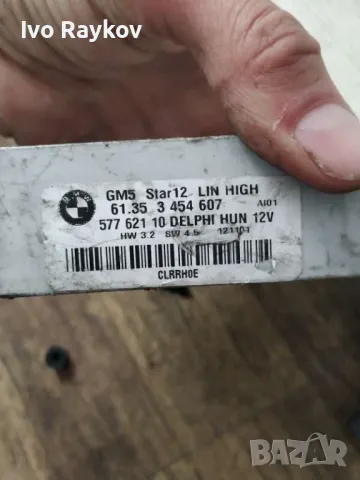 Ivo Raykov
BMW
GM5 Star12 LIN HIGH
61.35 3 454 607 AI01
577 621 10 DELPHI HUN 12V
HW 3.2 SW 4.5 121101
CLRRH0E
BAZAR